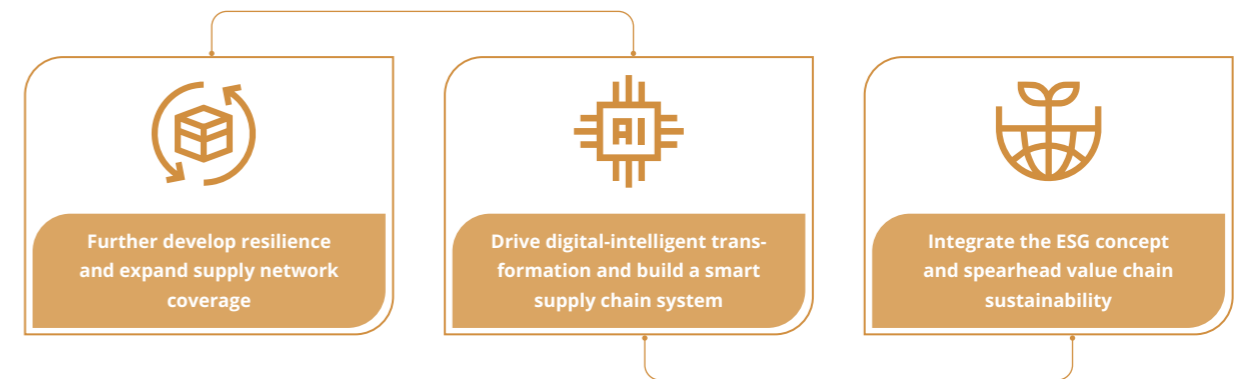 Further develop resilience
and expand supply network
coverage
AI
Drive digital-intelligent trans-
formation and build a smart
supply chain system
Integrate the ESG concept
and spearhead value chain
sustainability